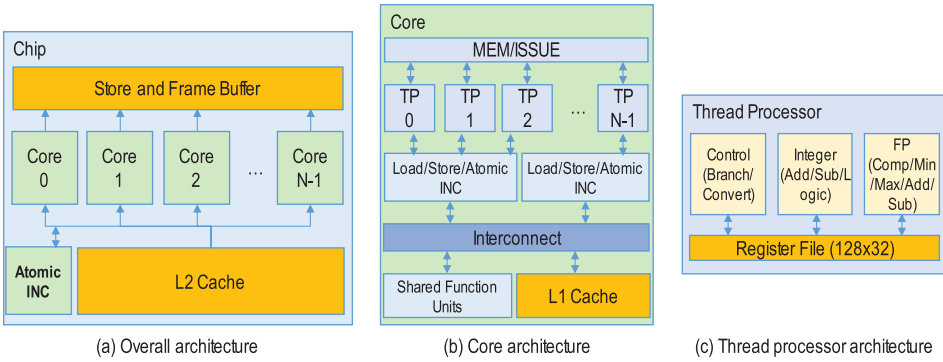 Chip
Store and Frame Buffer
Core
0
Core
1
Core
2
...
Core
N-1
Atomic
INC
L2 Cache
(a) Overall architecture
Core
MEM/ISSUE
TP
0
TP
1
TP
2
...
TP
N-1
Load/Store/Atomic
INC
Load/Store/Atomic
INC
Interconnect
Shared Function
Units
L1 Cache
(b) Core architecture
Thread Processor
Control
(Branch/
Convert)
Integer
(Add/Sub/L
ogic)
FP
(Comp/Min
/Max/Add/
Sub)
Register File (128x32)
(c) Thread processor architecture